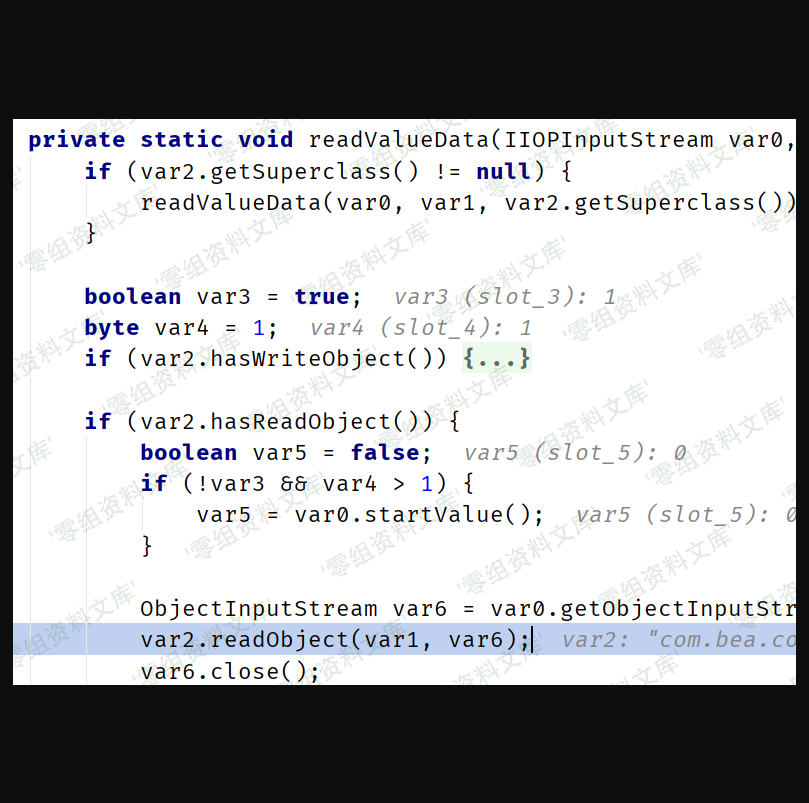 private static void readValueData(IIOPInputStream var0,
if (var2.getSuperclass() != null) {
readValueData(var0, var1, var2.getSuperclass())
}
boolean var3 = true; var3 (slot_3): 1
byte var4 = 1; var4 (slot_4): 1
if (var2.hasWriteObject()) {...}
if (var2.hasReadObject()) {
boolean var5 = false; var5 (slot_5): 0
if (!var3 && var4 > 1) {
var5 = var0.startValue(); var5 (slot_5): 0
}
ObjectInputStream var6 = var0.getObjectInputStr
var2.readObject(var1, var6); var2: "com.bea.co
var6.close();
'零组资料文库'